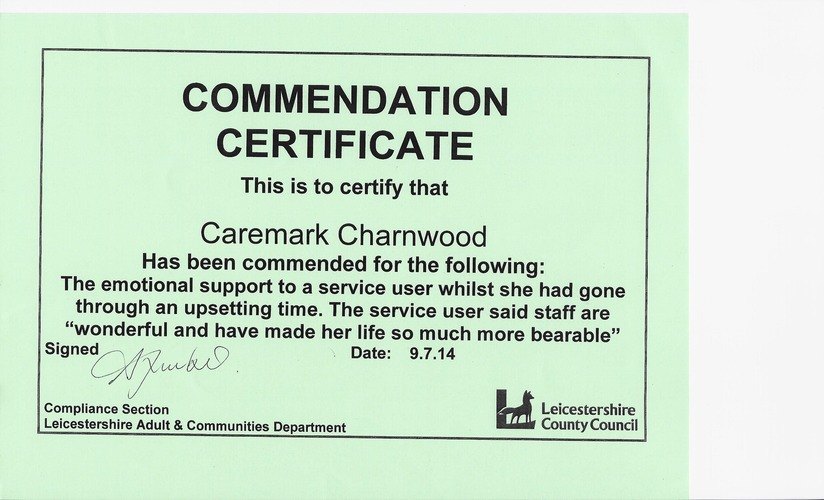 COMMENDATION
CERTIFICATE
This is to certify that
Caremark Charnwood
Has been commended for the following:
The emotional support to a service user whilst she had gone
through an upsetting time. The service user said staff are
“wonderful and have made her life so much more bearable”
Signed
Date: 9.7.14
Compliance Section
Leicestershire Adult & Communities Department
Leicestershire
County Council